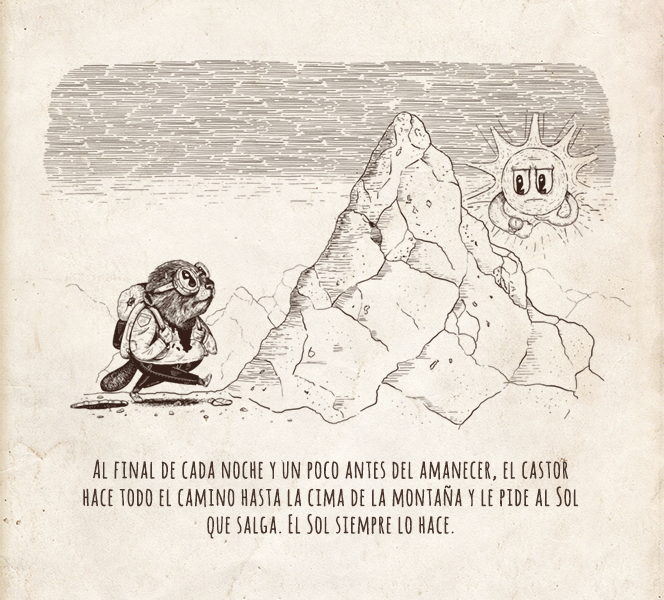 Al final de cada noche y un poco antes del amanecer, el castor
hace todo el camino hasta la cima de la montaña y le pide al Sol
que salga. El Sol siempre lo hace.